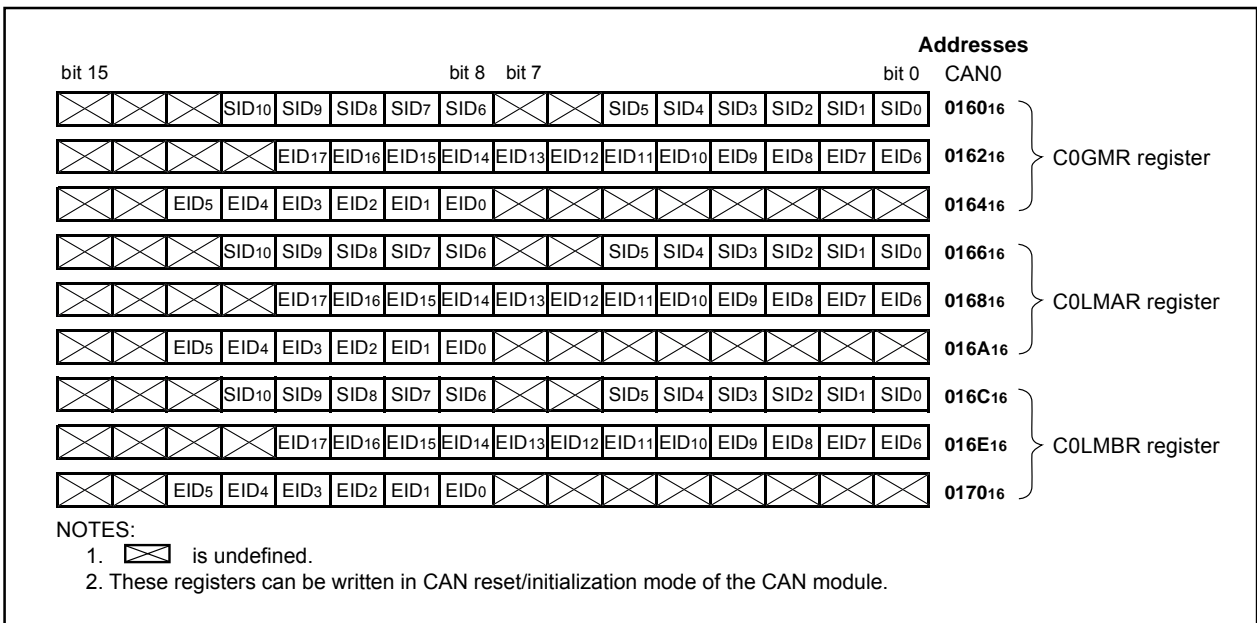 Addresses
bit 15 bit 8 bit 7 bit 0 CAN0
SID10 SID9 SID8 SID7 SID6 SID5 SID4 SID3 SID2 SID1 SID0 016016
EID17 EID16 EID15 EID14 EID13 EID12 EID11 EID10 EID9 EID8 EID7 EID6 016216 C0GMR register
EID5 EID4 EID3 EID2 EID1 EID0 016416
SID10 SID9 SID8 SID7 SID6 SID5 SID4 SID3 SID2 SID1 SID0 016616
EID17 EID16 EID15 EID14 EID13 EID12 EID11 EID10 EID9 EID8 EID7 EID6 016816 C0LMAR register
EID5 EID4 EID3 EID2 EID1 EID0 016A16
SID10 SID9 SID8 SID7 SID6 SID5 SID4 SID3 SID2 SID1 SID0 016C16
EID17 EID16 EID15 EID14 EID13 EID12 EID11 EID10 EID9 EID8 EID7 EID6 016E16 C0LMBR register
EID5 EID4 EID3 EID2 EID1 EID0 017016
NOTES:
1. is undefined.
2. These registers can be written in CAN reset/initialization mode of the CAN module.